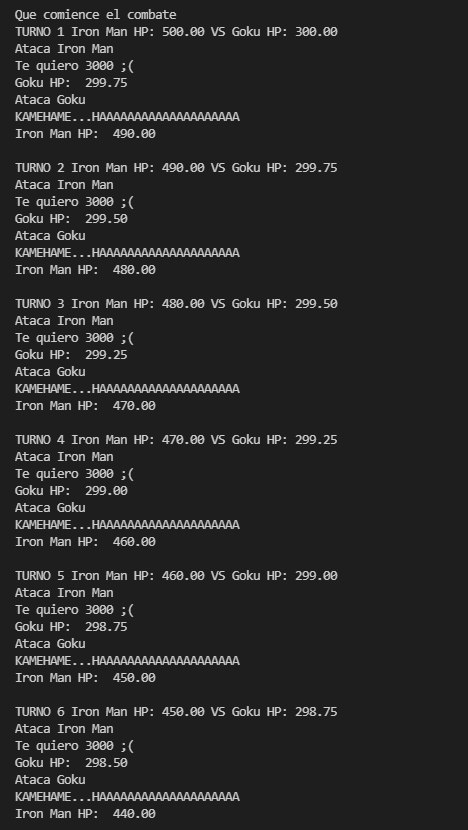 Que comience el combate
TURNO 1 Iron Man HP: 500.00 VS Goku HP: 300.00
Ataca Iron Man
Te quiero 3000 ;(
Goku HP:  299.75
Ataca Goku
KAMEHAME...HAAAAAAAAAAAAAAAAAAAA
Iron Man HP:  490.00

TURNO 2 Iron Man HP: 490.00 VS Goku HP: 299.75
Ataca Iron Man
Te quiero 3000 ;(
Goku HP:  299.50
Ataca Goku
KAMEHAME...HAAAAAAAAAAAAAAAAAAAA
Iron Man HP:  480.00

TURNO 3 Iron Man HP: 480.00 VS Goku HP: 299.50
Ataca Iron Man
Te quiero 3000 ;(
Goku HP:  299.25
Ataca Goku
KAMEHAME...HAAAAAAAAAAAAAAAAAAAA
Iron Man HP:  470.00

TURNO 4 Iron Man HP: 470.00 VS Goku HP: 299.25
Ataca Iron Man
Te quiero 3000 ;(
Goku HP:  299.00
Ataca Goku
KAMEHAME...HAAAAAAAAAAAAAAAAAAAA
Iron Man HP:  460.00

TURNO 5 Iron Man HP: 460.00 VS Goku HP: 299.00
Ataca Iron Man
Te quiero 3000 ;(
Goku HP:  298.75
Ataca Goku
KAMEHAME...HAAAAAAAAAAAAAAAAAAAA
Iron Man HP:  450.00

TURNO 6 Iron Man HP: 450.00 VS Goku HP: 298.75
Ataca Iron Man
Te quiero 3000 ;(
Goku HP:  298.50
Ataca Goku
KAMEHAME...HAAAAAAAAAAAAAAAAAAAA
Iron Man HP:  440.00